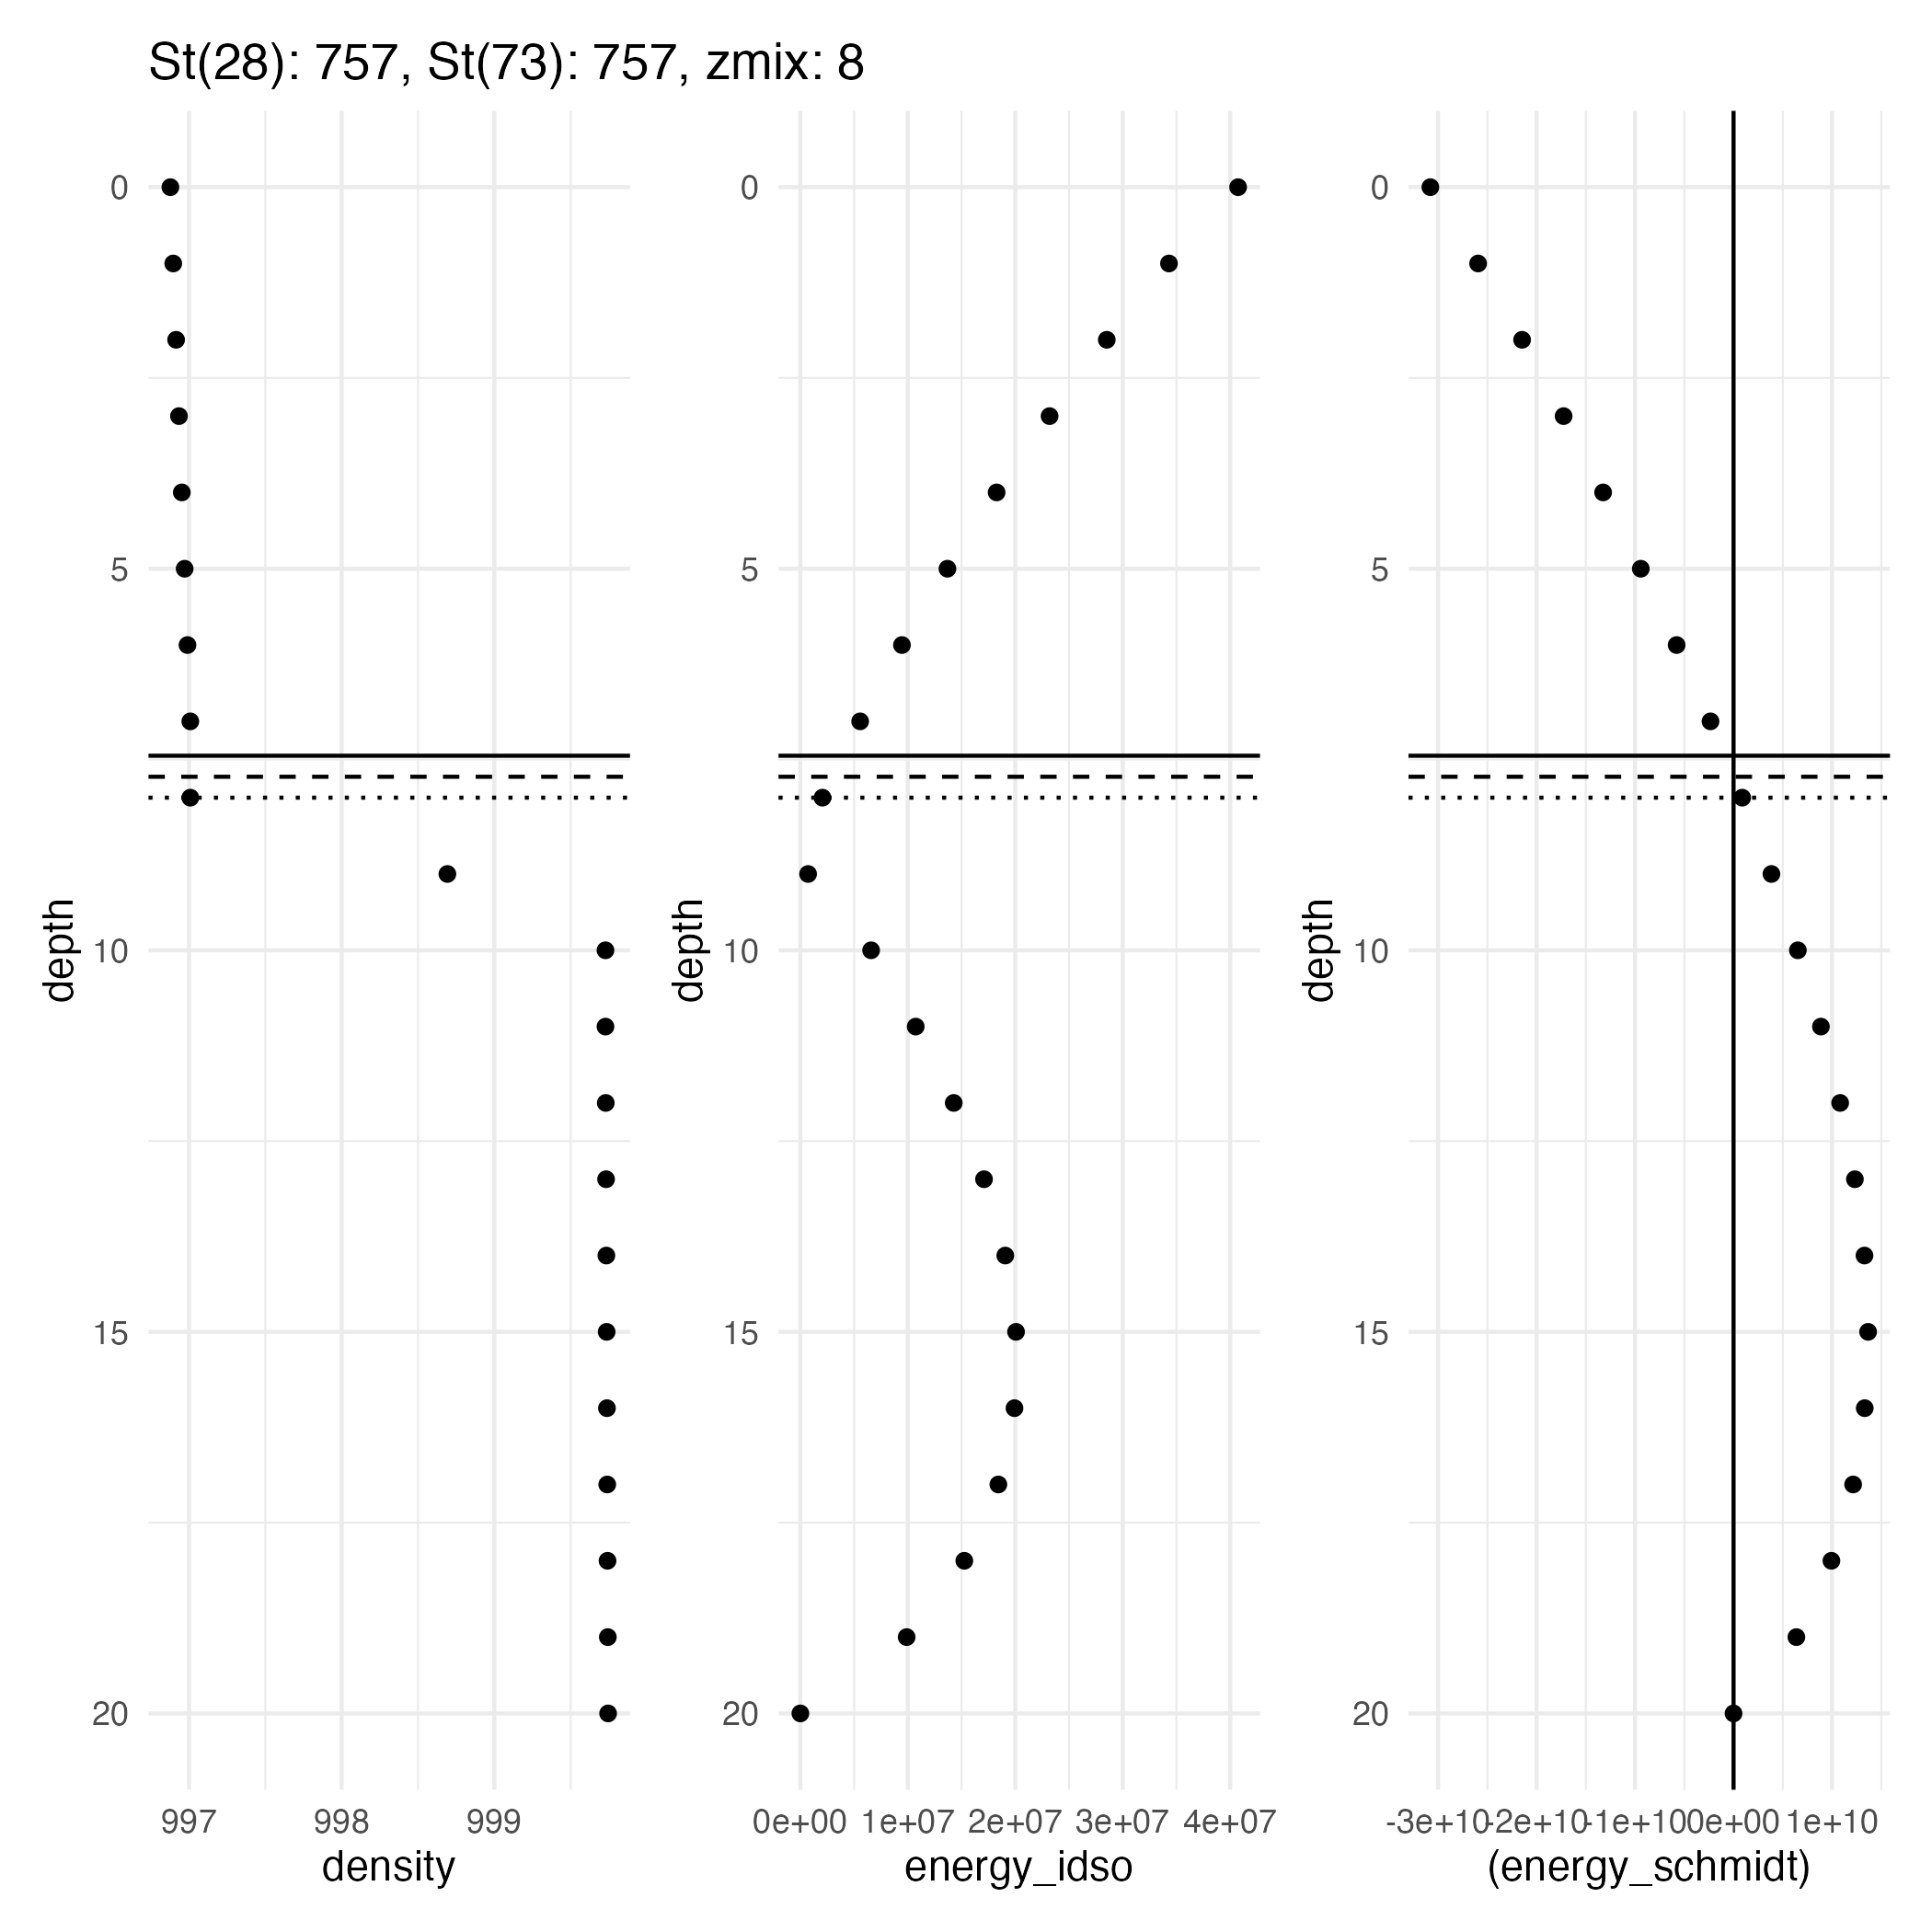 St(28): 757, St(73): 757, zmix: 8
0
5
10
15
20
depth
997 998 999
density
0
5
10
15
20
depth
0e+00 1e+07 2e+07 3e+07 4e+07
energy_idso
0
5
10
15
20
depth
-3e+10 -2e+10 -1e+10 0e+00 1e+10
(energy_schmidt)